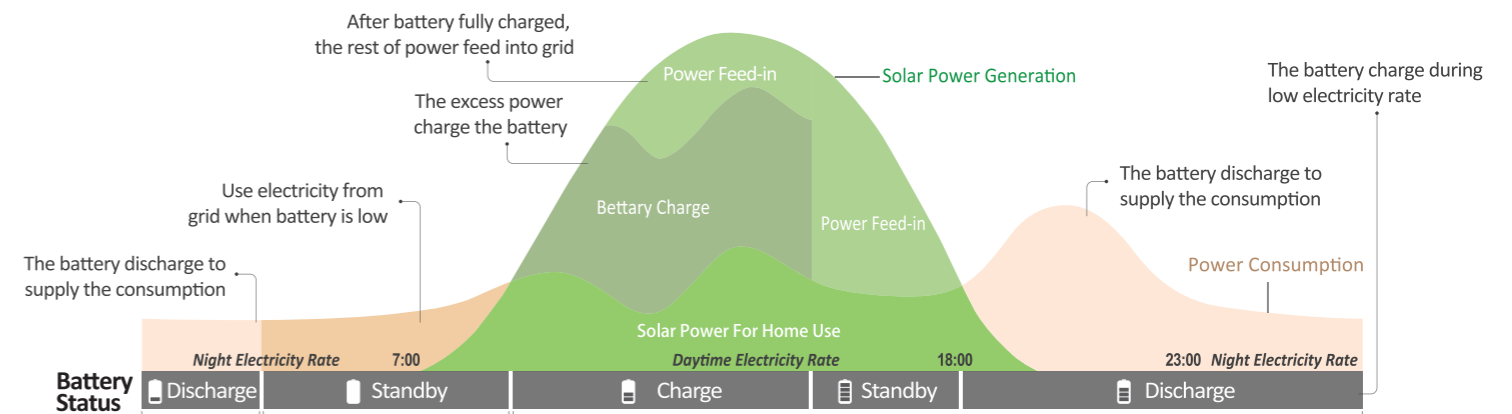 After battery fully charged,
the rest of power feed into grid
Power Feed-in
Solar Power Generation
The battery charge during
low electricity rate
The excess power
charge the battery
The battery discharge to
supply the consumption
Use electricity from
grid when battery is low
Bettary Charge
Power Feed-in
The battery discharge to
supply the consumption
Power Consumption
Solar Power For Home Use
Night Electricity Rate 7:00 Daytime Electricity Rate 18:00 23:00 Night Electricity Rate
Battery
Status
Discharge Standby Charge Standby Discharge